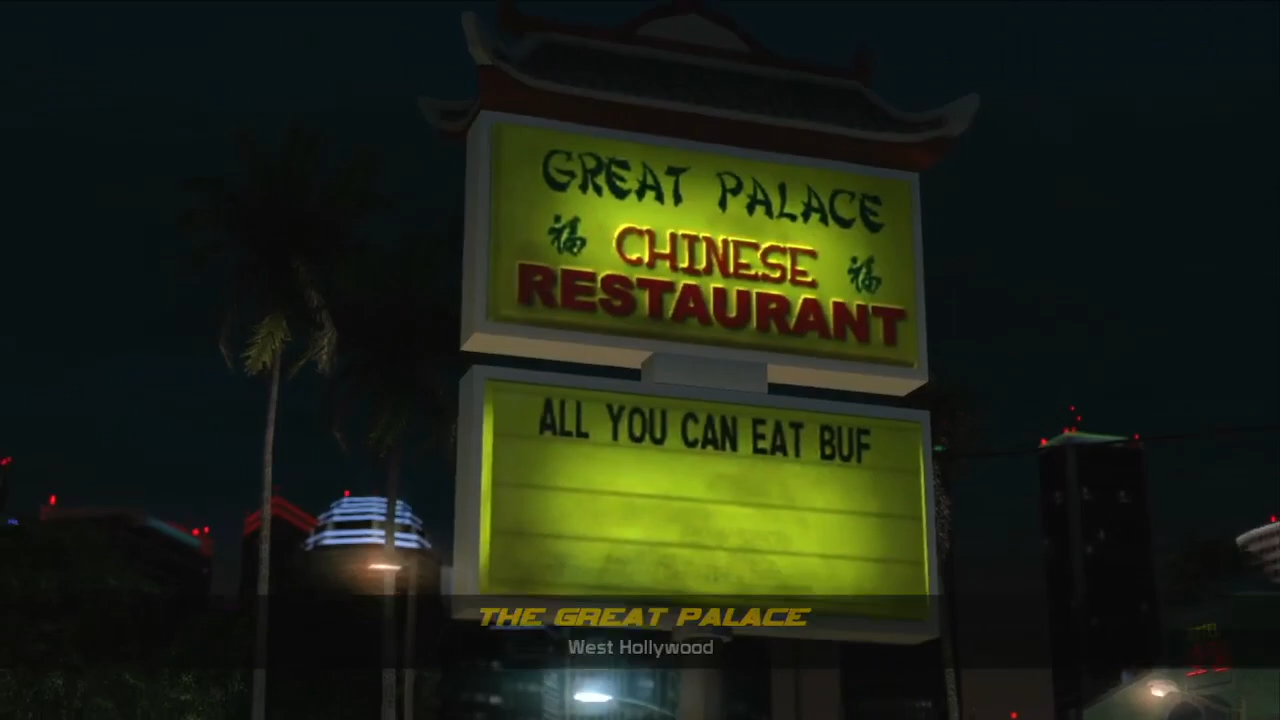 GREAT PALACE
福 CHINESE 福
RESTAURANT
ALL YOU CAN EAT BUF
THE GREAT PALACE
West Hollywood